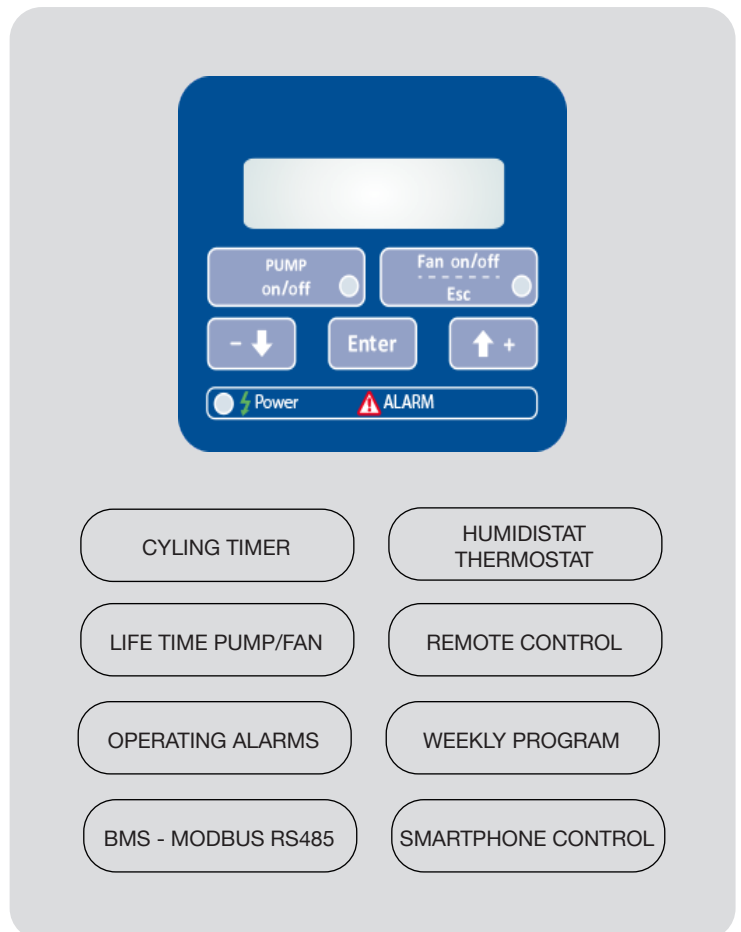 PUMP
on/off
Fan on/off
Esc
- ⬇
Enter
⬆ +
Power
ALARM
CYLING TIMER
HUMIDISTAT
THERMOSTAT
LIFE TIME PUMP/FAN
REMOTE CONTROL
OPERATING ALARMS
WEEKLY PROGRAM
BMS - MODBUS RS485
SMARTPHONE CONTROL